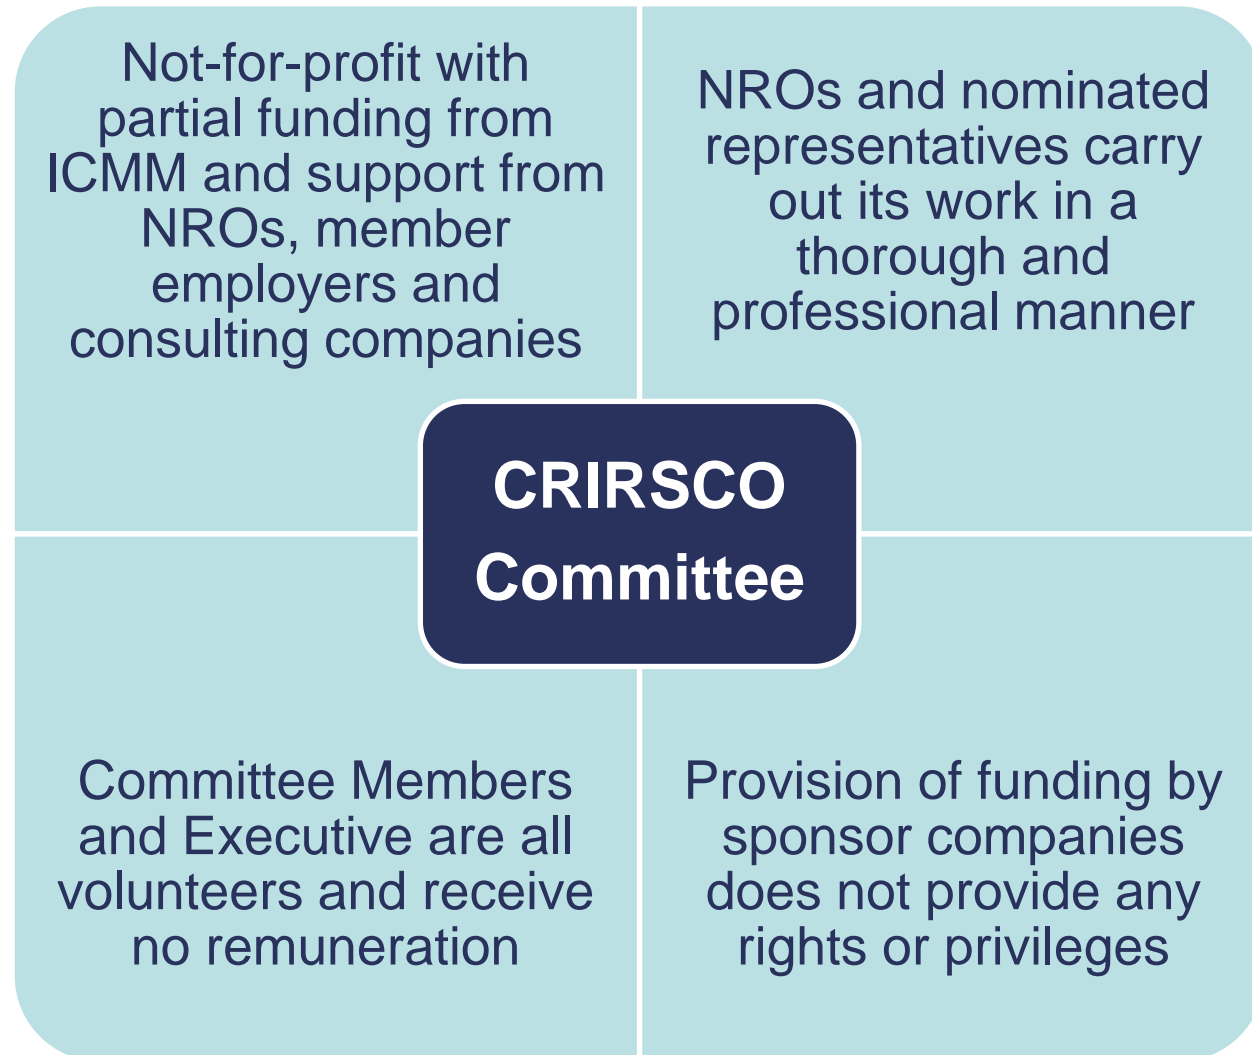 Not-for-profit with
partial funding from
ICMM and support from
NROs, member
employers and
consulting companies
NROs and nominated
representatives carry
out its work in a
thorough and
professional manner
CRIRSCO
Committee
Committee Members
and Executive are all
volunteers and receive
no remuneration
Provision of funding by
sponsor companies
does not provide any
rights or privileges